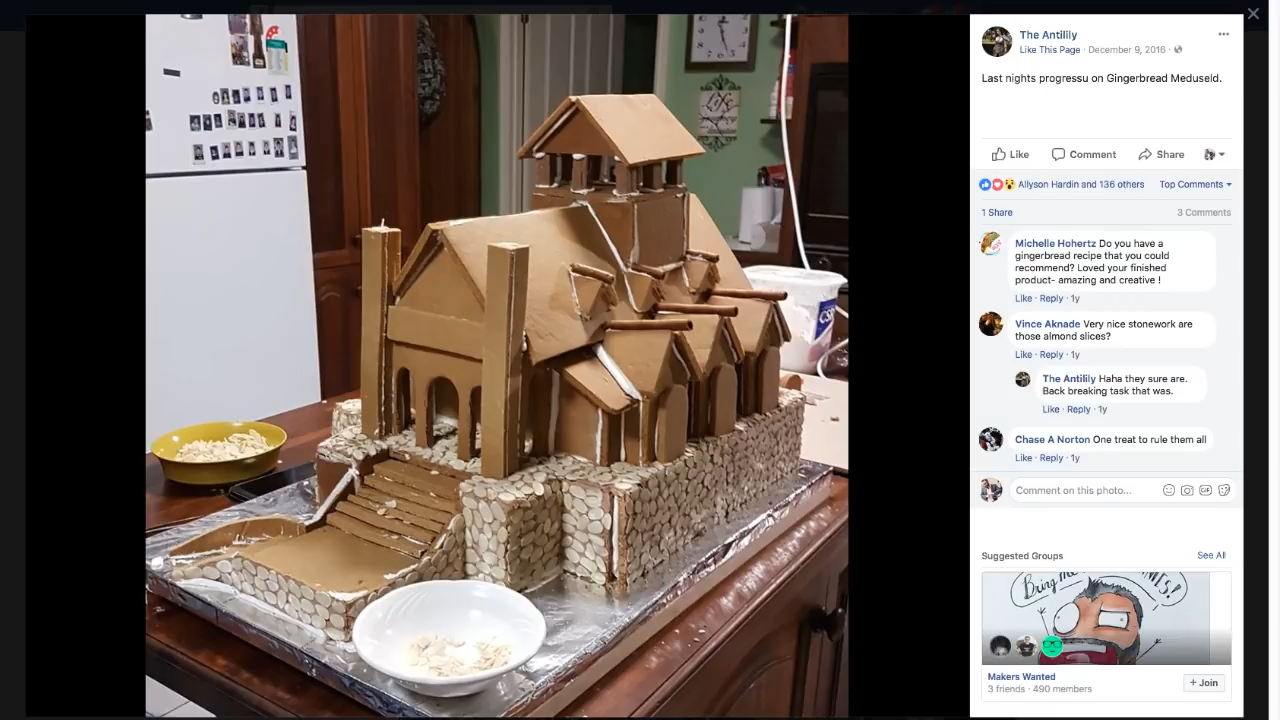 The Antilily
Like This Page · December 9, 2016 ·
Last nights progressu on Gingerbread Meduseld.
Like Comment Share
Allyson Hardin and 136 others Top Comments
1 Share 3 Comments
Michelle Hohertz Do you have a
gingerbread recipe that you could
recommend? Loved your finished
product- amazing and creative !
Like · Reply · 1y
Vince Aknade Very nice stonework are
those almond slices?
Like · Reply · 1y
The Antilily Haha they sure are.
Back breaking task that was.
Like · Reply · 1y
Chase A Norton One treat to rule them all
Like · Reply · 1y
Comment on this photo... GIF
Suggested Groups See All
Bring me
Makers Wanted
3 friends · 490 members
+ Join